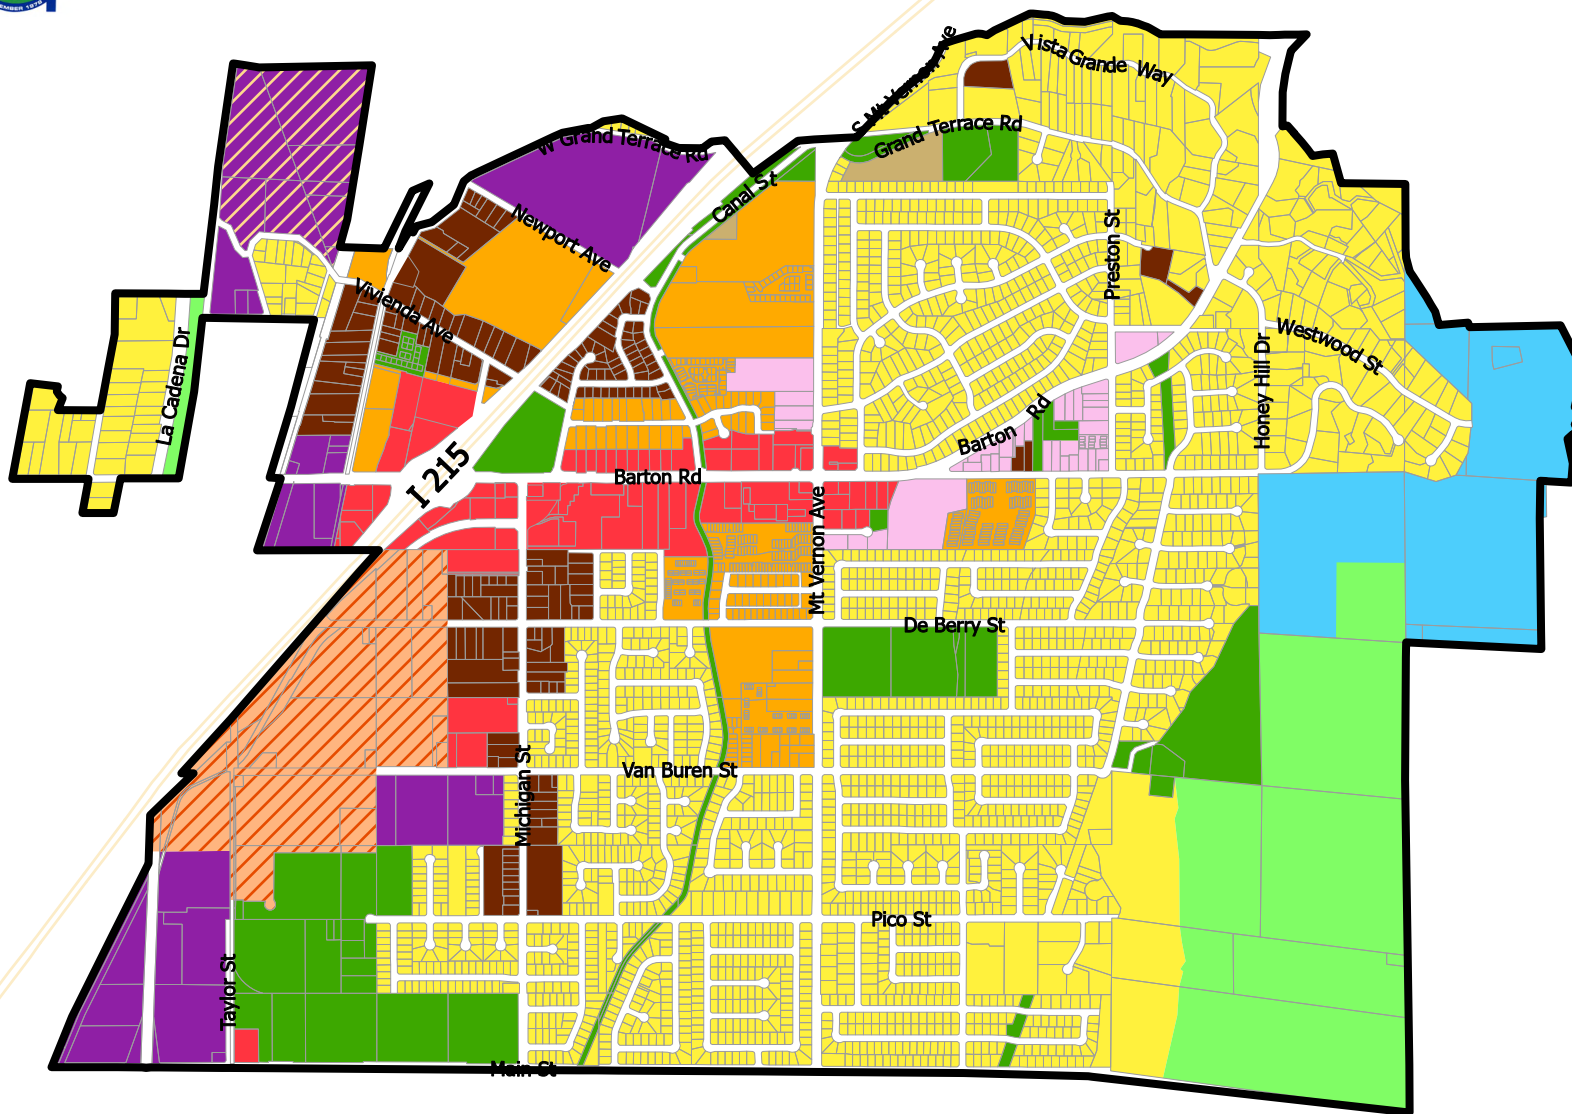 EMBER 1978
Vista Grande Way
S Mt Vernon Ave
Grand Terrace Rd
W Grand Terrace Rd
Canal St
Newport Ave
Preston St
Vivienda Ave
La Cadena Dr
Westwood St
Honey Hill Dr
Barton Rd
I 215
Barton Rd
Mt Vernon Ave
De Berry St
Van Buren St
Michigan St
Pico St
Taylor St
Main St